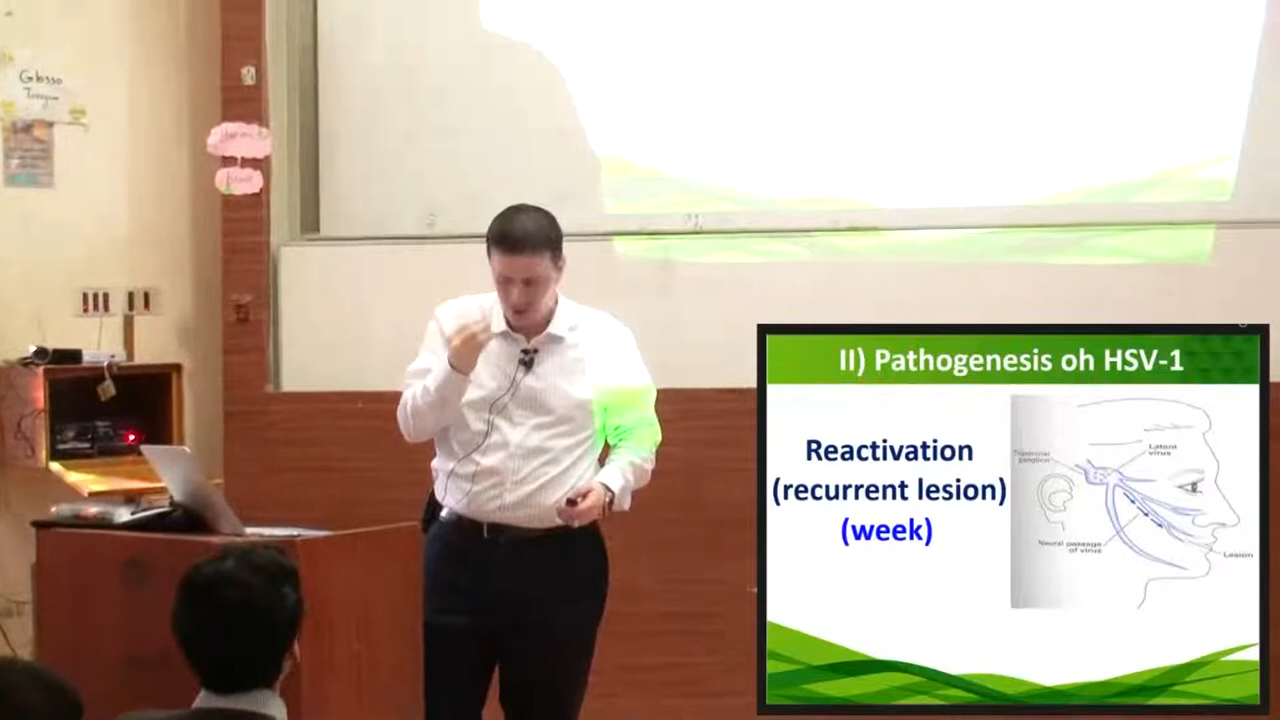 Glosso
II) Pathogenesis oh HSV-1
Reactivation
(recurrent lesion)
(week)
Trigeminal
ganglion
Latent
virus
Neural passage
of virus
Lesion